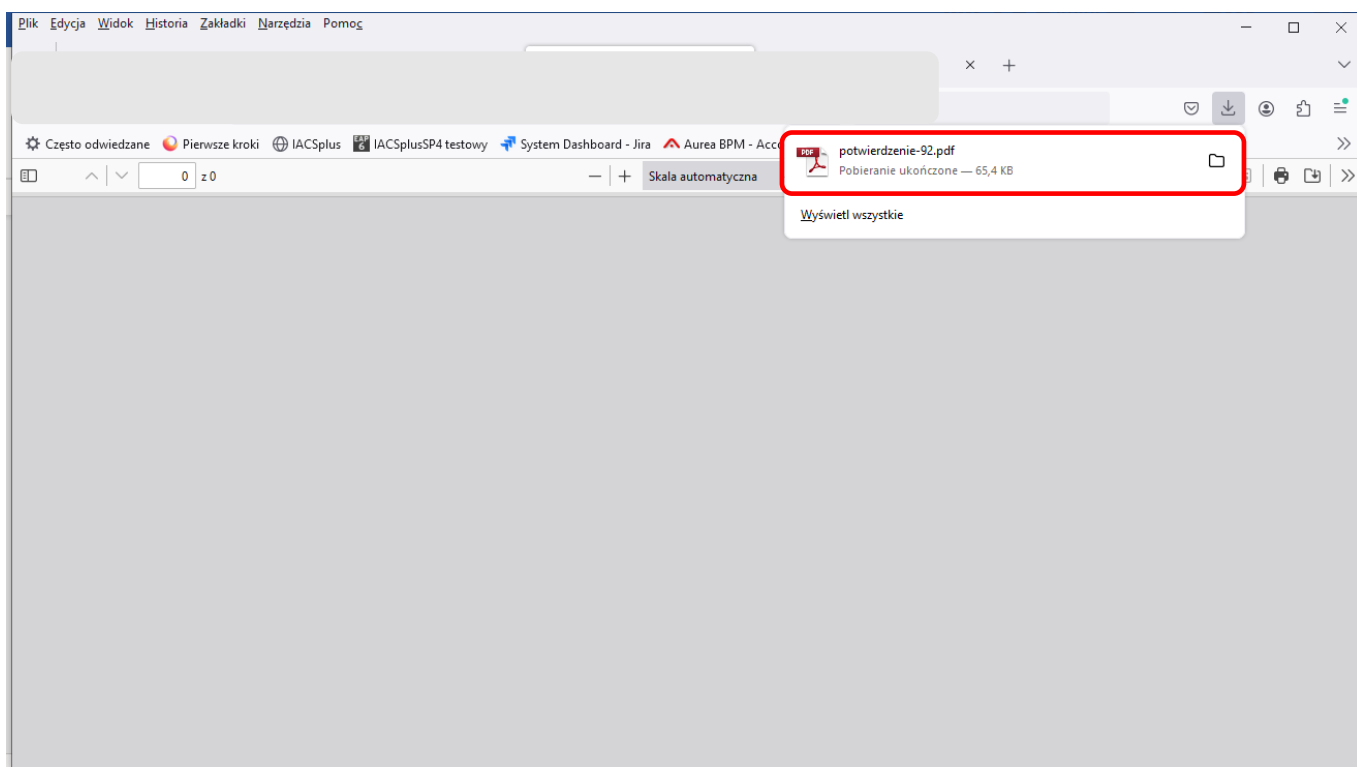 Plik Edycja Widok Historia Zakładki Narzędzia Pomoc
Często odwiedzane Pierwsze kroki IACSplus IACSplusSP4 testowy System Dashboard - Jira Aurea BPM - Acc
potwierdzenie-92.pdf
Pobieranie ukończone — 65,4 KB
0 z 0 Skala automatyczna
Wyświetl wszystkie